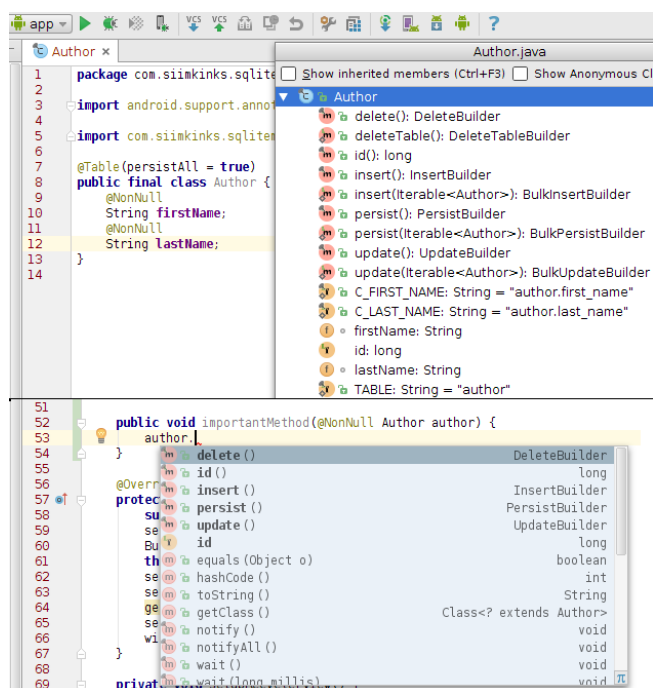 app
VCS VCS ?
Author ×
Author.java
Show inherited members (Ctrl+F3) Show Anonymous Cl
1 package com.siimkinks.sqlite
2
3 import android.support.annot
4
5 import com.siimkinks.sqlitem
6
7 @Table(persistAll = true)
8 public final class Author {
9 @NonNull
10 String firstName;
11 @NonNull
12 String lastName;
13 }
14
Author
delete(): DeleteBuilder
deleteTable(): DeleteTableBuilder
id(): long
insert(): InsertBuilder
insert(Iterable<Author>): BulkInsertBuilder
persist(): PersistBuilder
persist(Iterable<Author>): BulkPersistBuilder
update(): UpdateBuilder
update(Iterable<Author>): BulkUpdateBuilder
C_FIRST_NAME: String = "author.first_name"
C_LAST_NAME: String = "author.last_name"
firstName: String
id: long
lastName: String
TABLE: String = "author"
51
52 public void importantMethod(@NonNull Author author) {
53 author.
54 }
55
56 @Overr
57 protec
58 su
59 se
60 Bu
61 th
62 se
63 se
64 ge
65 se
66 wi
67 }
68
69 private void
delete() DeleteBuilder
id() long
insert() InsertBuilder
persist() PersistBuilder
update() UpdateBuilder
id long
equals(Object o) boolean
hashCode() int
toString() String
getClass() Class<? extends Author>
notify() void
notifyAll() void
wait() void
wait(long millis) void
π